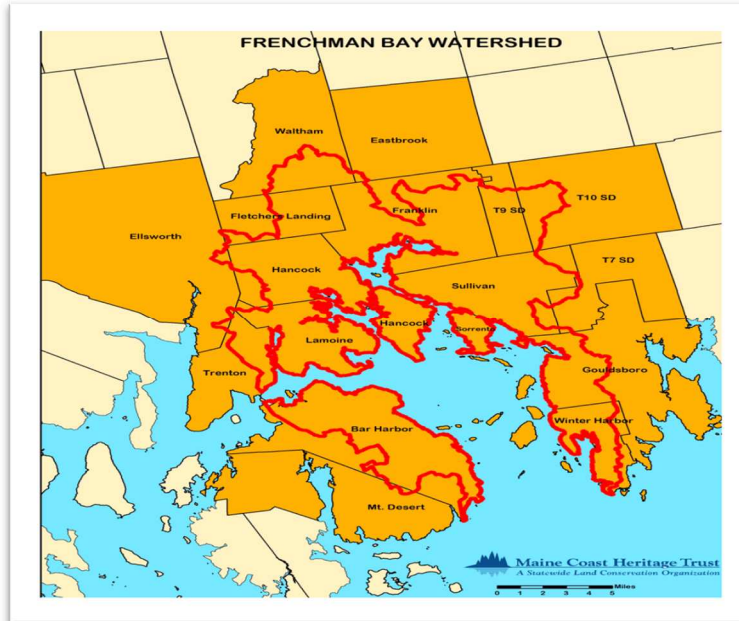 FRENCHMAN BAY WATERSHED
Waltham
Eastbrook
T10 SD
Fletchers Landing
Franklin
T9 SD
Ellsworth
T7 SD
Hancock
Sullivan
Hancock
Sorrento
Lamoine
Trenton
Gouldsboro
Bar Harbor
Winter Harbor
Mt. Desert
Maine Coast Heritage Trust
A Statewide Land Conservation Organization
Miles
0 1 2 3 4 5